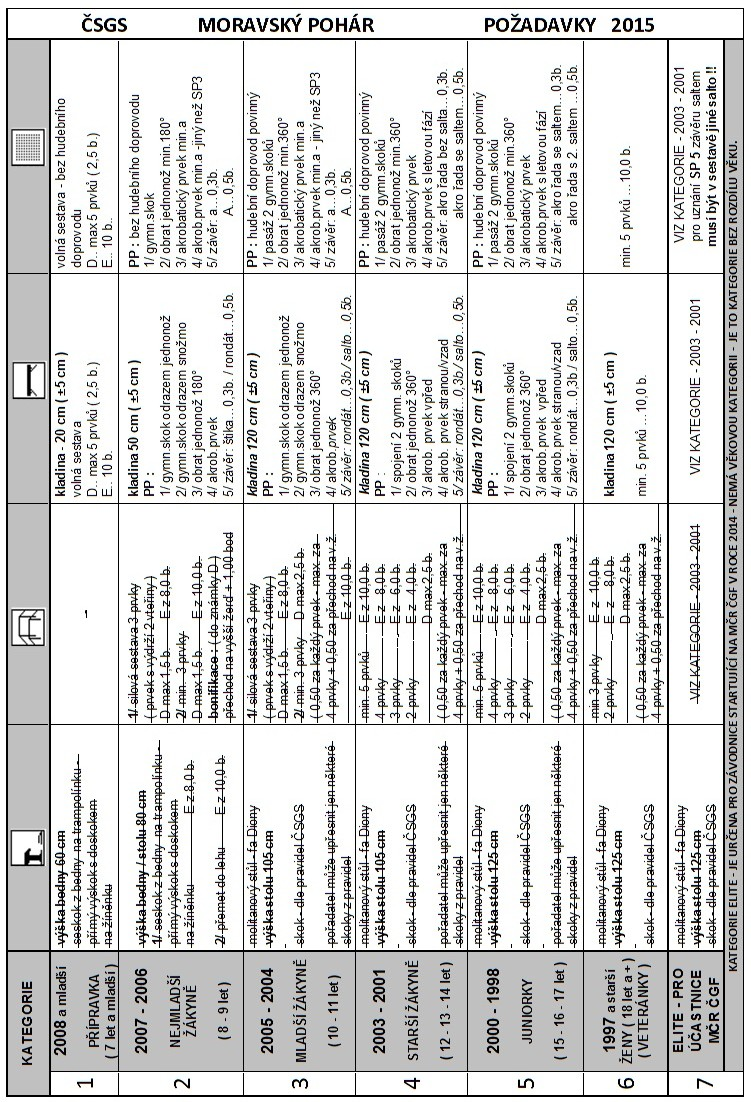 ČSGS MORAVSKÝ POHÁR POŽADAVKY 2015
KATEGORIE
1
2008 a mladší
PŘÍPRAVKA
( 7 let a mladší )
výška bedny 60 cm
seskok z bedny na trampolínku -
přímý výskok s doskokem
na žíněnku
-
kladina - 20 cm ( ±5 cm )
volná sestava
D.. max 5 prvků ( 2,5 b.)
E.. 10 b.
volná sestava - bez hudebního
doprovodu
D.. max 5 prvků ( 2,5 b.)
E.. 10 b.
2
2007 - 2006
NEJMLADŠÍ
ŽÁKYNĚ
( 8 - 9 let )
výška bedny / stolu 80 cm
1/ seskok z bedny na trampolínku -
přímý výskok s doskokem
na žíněnku E z 8,0 b.
2/ přemet do lehu E z 10,0 b.
1/ silová sestava 3 prvky
( prvek s výdrží 2 vteřiny )
D max 1,5 b. E z 8,0 b.
2/ min. 3 prvky
D max 1,5 b. E z 10,0 b.
bonifikace : ( do známky D )
přechod na vyšší žerď + 1,00 bod
kladina 50 cm ( ±5 cm )
PP :
1/ gymn.skok odrazem jednonož
2/ gymn.skok odrazem snožmo
3/ obrat jednonož 180°
4/ akrob.prvek
5/ závěr: štika…0,3b. / rondát…0,5b.
PP : bez hudebního doprovodu
1/ gymn.skok
2/ obrat jednonož min.180°
3/ akrobatický prvek min.a
4/ akrob.prvek min.a -jiný než SP3
5/ závěr: a…0,3b.
A…0,5b.
3
2005 - 2004
MLADŠÍ ŽÁKYNĚ
( 10 - 11 let )
molitanový stůl - fa Diony
výška stolu 105 cm
-
skok - dle pravidel ČSGS
pořadatel může upřesnit jen některé
skoky z pravidel
1/ silová sestava 3 prvky
( prvek s výdrží 2 vteřiny )
D max 1,5 b. E z 8,0 b.
2/ min. 3 prvky D max 2,5 b.
( 0,50 za každý prvek - max. za
4 prvky + 0,50 za přechod na v.ž.
E z 10,0 b.
kladina 120 cm ( ±5 cm )
PP :
1/ gymn.skok odrazem jednonož
2/ gymn.skok odrazem snožmo
3/ obrat jednonož 360°
4/ akrob.prvek
5/ závěr: rondát…0,3b./ salto…0,5b.
PP : hudební doprovod povinný
1/ pasáž 2 gymn.skoků
2/ obrat jednonož min.360°
3/ akrobatický prvek min.a
4/ akrob.prvek min.a - jiný než SP3
5/ závěr: a…0,3b.
A…0,5b.
4
2003 - 2001
STARŠÍ ŽÁKYNĚ
( 12 - 13 - 14 let )
molitanový stůl - fa Diony
výška stolu 105 cm
-
skok - dle pravidel ČSGS
pořadatel může upřesnit jen některé
skoky z pravidel
min. 5 prvků … E z 10,0 b.
4 prvky … E z 8,0 b.
3 prvky … E z 6,0 b.
2 prvky … E z 4,0 b.
D max 2,5 b.
( 0,50 za každý prvek - max. za
4 prvky + 0,50 za přechod na v.ž.
kladina 120 cm ( ±5 cm )
PP :
1/ spojení 2 gymn. skoků
2/ obrat jednonož 360°
3/ akrob. prvek vpřed
4/ akrob.prvek stranou/vzad
5/ závěr: rondát…0,3b./ salto…0,5b.
PP : hudební doprovod povinný
1/ pasáž 2 gymn.skoků
2/ obrat jednonož min.360°
3/ akrobatický prvek
4/ akrob.prvek s letovou fází
5/ závěr: akro řada bez salta…0,3b.
akro řada se saltem…0,5b.
5
2000 - 1998
JUNIORKY
( 15 - 16 - 17 let )
molitanový stůl - fa Diony
výška stolu 125 cm
-
skok - dle pravidel ČSGS
pořadatel může upřesnit jen některé
skoky z pravidel
min. 5 prvků … E z 10,0 b.
4 prvky … E z 8,0 b.
3 prvky … E z 6,0 b.
2 prvky … E z 4,0 b.
D max 2,5 b.
( 0,50 za každý prvek - max. za
4 prvky + 0,50 za přechod na v.ž.
kladina 120 cm ( ±5 cm )
PP :
1/ spojení 2 gymn.skoků
2/ obrat jednonož 360°
3/ akrob.prvek vpřed
4/ akrob.prvek stranou/vzad
5/ závěr: rondát…0,3b./ salto…0,5b.
PP : hudební doprovod povinný
1/ pasáž 2 gymn.skoků
2/ obrat jednonož min.360°
3/ akrobatický prvek
4/ akrob.prvek s letovou fází
5/ závěr: akro řada se saltem…0,3b.
akro řada s 2. saltem …0,5b.
6
1997 a starší
ŽENY ( 18 let a + )
( VETERÁNKY )
molitanový stůl - fa Diony
výška stolu 125 cm
-
skok - dle pravidel ČSGS
min.3 prvky … E z 10,0 b.
2 prvky … E z 8,0 b.
D max 2,5 b.
( 0,50 za každý prvek - max. za
4 prvky + 0,50 za přechod na v.ž.
kladina 120 cm ( ±5 cm )
min. 5 prvků … 10,0 b.
min. 5 prvků … 10,0 b.
7
ELITE - PRO
ÚČASTNICE
MČR ČGF
molitanový stůl - fa Diony
výška stolu 125 cm
skok - dle pravidel ČSGS
VIZ KATEGORIE - 2003 - 2001
VIZ KATEGORIE - 2003 - 2001
VIZ KATEGORIE - 2003 - 2001
pro uznání SP 5 závěru saltem
musí být v sestavě jiné salto !!
KATEGORIE ELITE - JE URČENA PRO ZÁVODNICE STARTUJÍCÍ NA MČR ČGF V ROCE 2014 - NEMÁ VĚKOVOU KATEGORII - JE TO KATEGORIE BEZ ROZDÍLU VĚKU.